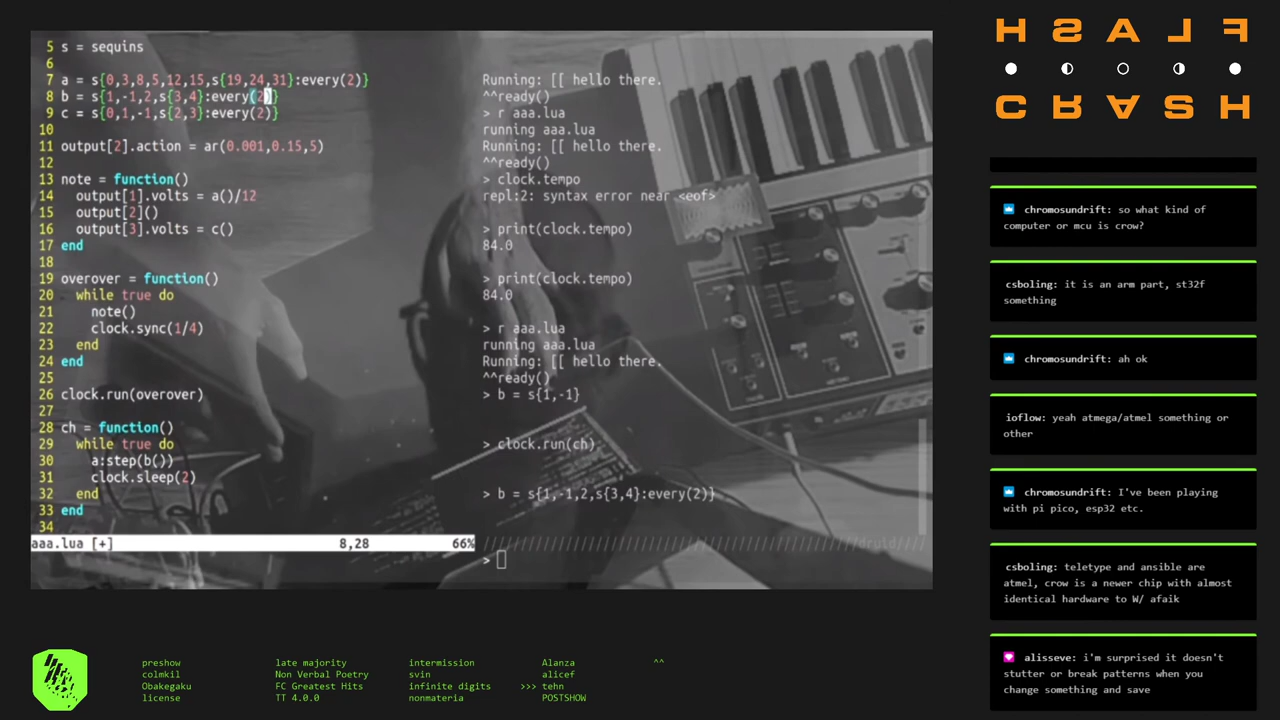 5 s = sequins
6
7 a = s{0,3,8,5,12,15,s{19,24,31}:every(2)}
8 b = s{1,-1,2,s{3,4}:every(2)}
9 c = s{0,1,-1,s{2,3}:every(2)}
10
11 output[2].action = ar(0.001,0.15,5)
12
13 note = function()
14 output[1].volts = a()/12
15 output[2]()
16 output[3].volts = c()
17 end
18
19 overover = function()
20 while true do
21 note()
22 clock.sync(1/4)
23 end
24 end
25
26 clock.run(overover)
27
28 ch = function()
29 while true do
30 a:step(b())
31 clock.sleep(2)
32 end
33 end
34
aaa.lua [+] 8,28 66%
Running: [[ hello there.
^^ready()
> r aaa.lua
running aaa.lua
Running: [[ hello there.
^^ready()
> clock.tempo
repl:2: syntax error near <eof>
> print(clock.tempo)
84.0
> print(clock.tempo)
84.0
> r aaa.lua
running aaa.lua
Running: [[ hello there.
^^ready()
> b = s{1,-1}
> clock.run(ch)
> b = s{1,-1,2,s{3,4}:every(2)}
////////////////////////////////////////////////druid////
>
FLASH
CRASH
chromosundrift: so what kind of
computer or mcu is crow?
csboling: it is an arm part, st32f
something
chromosundrift: ah ok
ioflow: yeah atmega/atmel something or
other
chromosundrift: I've been playing
with pi pico, esp32 etc.
csboling: teletype and ansible are
atmel, crow is a newer chip with almost
identical hardware to W/ afaik
alisseve: i'm surprised it doesn't
stutter or break patterns when you
change something and save
preshow
colmkil
Obakegaku
license
late majority
Non Verbal Poetry
FC Greatest Hits
TT 4.0.0
intermission
svin
infinite digits
nonmateria
Alanza
alicef
>>> tehn
POSTSHOW
^^